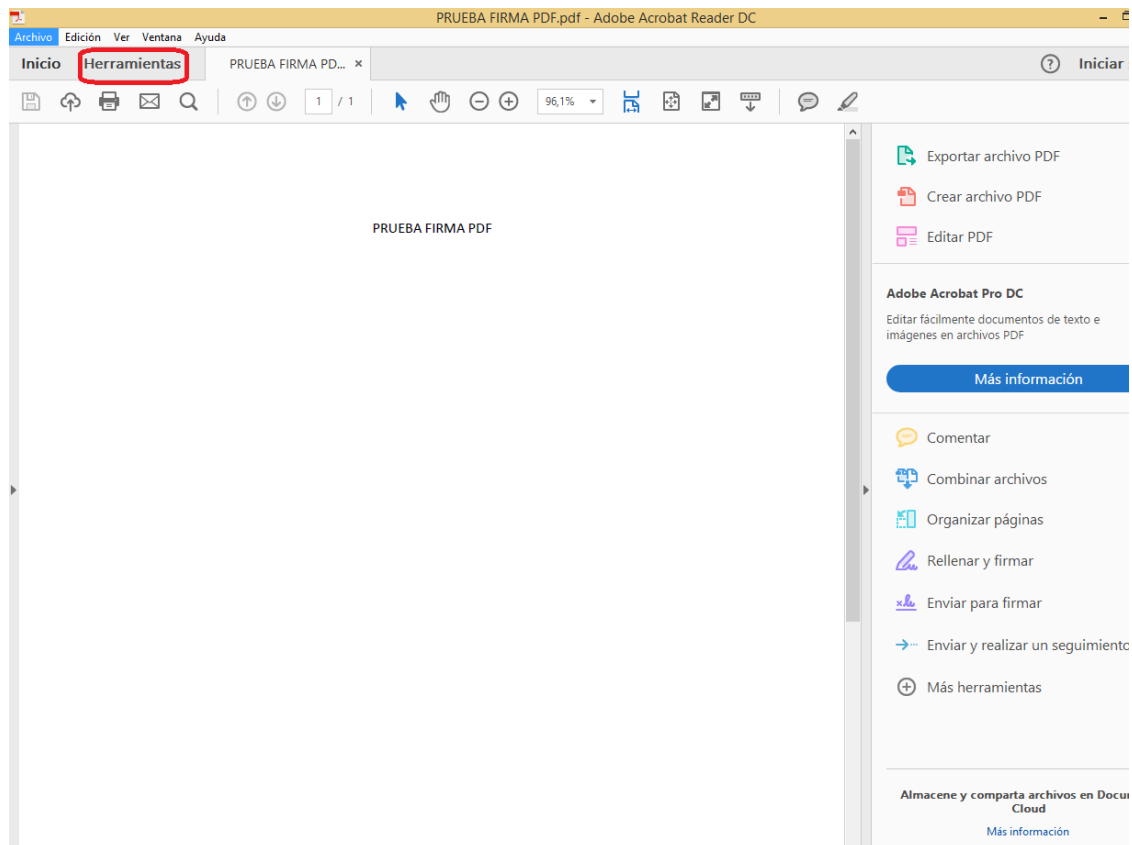 PRUEBA FIRMA PDF.pdf - Adobe Acrobat Reader DC
Archivo Edición Ver Ventana Ayuda
Inicio Herramientas PRUEBA FIRMA PD... × Iniciar
1 / 1 96,1%
PRUEBA FIRMA PDF
Exportar archivo PDF
Crear archivo PDF
Editar PDF
Adobe Acrobat Pro DC
Editar fácilmente documentos de texto e
imágenes en archivos PDF
Más información
Comentar
Combinar archivos
Organizar páginas
Rellenar y firmar
Enviar para firmar
Enviar y realizar un seguimiento
Más herramientas
Almacene y comparta archivos en Docu
Cloud
Más información